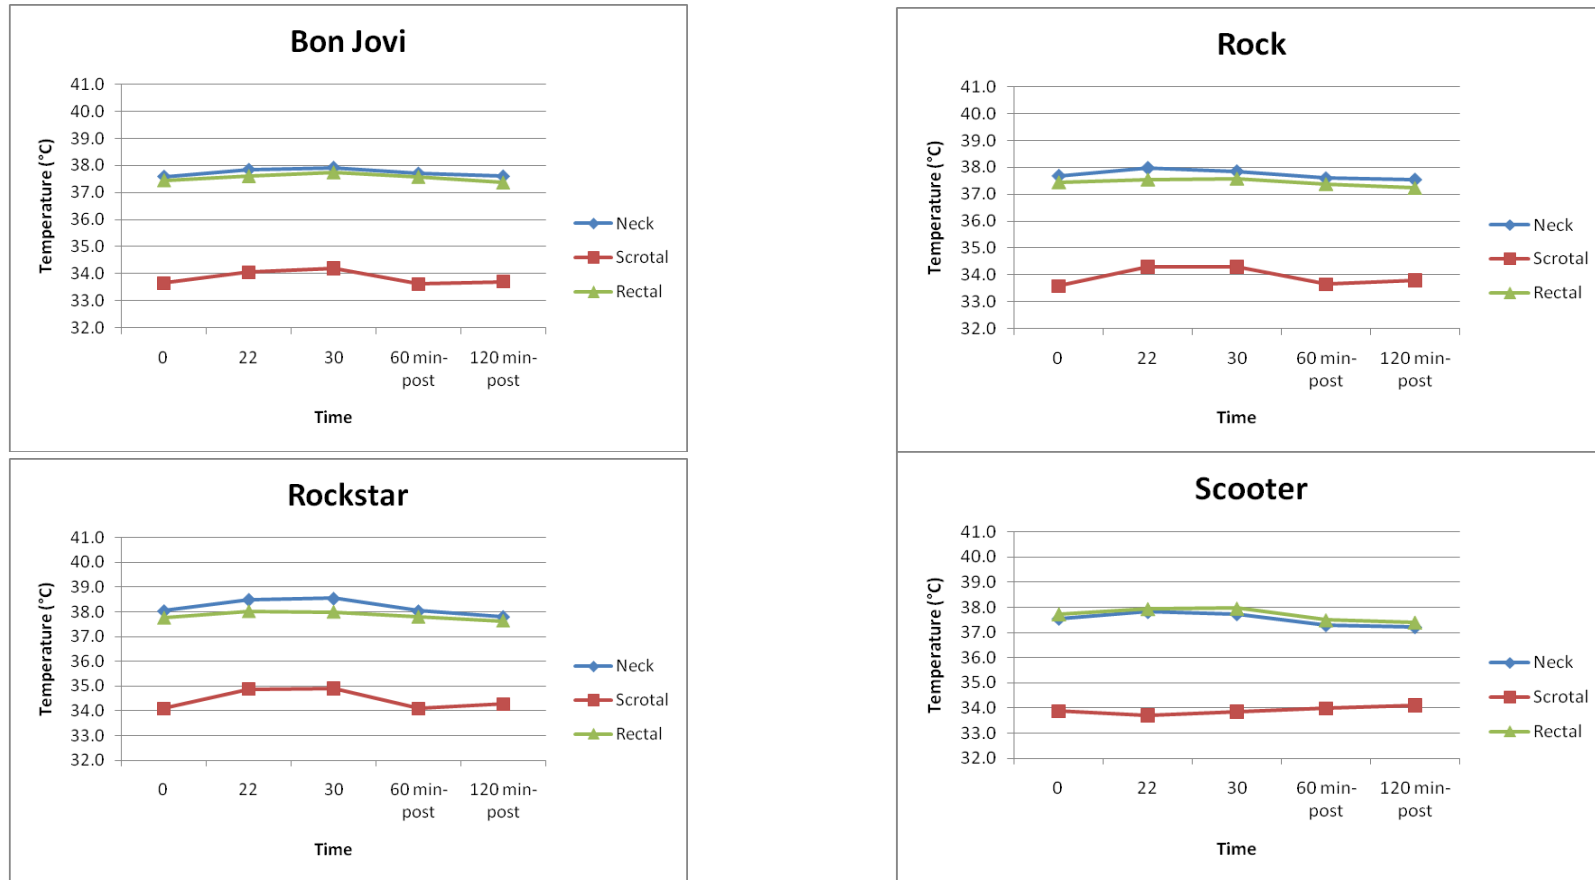 Bon Jovi
41.0
40.0
39.0
38.0
37.0
36.0
35.0
34.0
33.0
32.0
Temperature (°C)
0 22 30 60 min- 120 min-
post post
Time
Neck
Scrotal
Rectal
Rock
41.0
40.0
39.0
38.0
37.0
36.0
35.0
34.0
33.0
32.0
Temperature (°C)
0 22 30 60 min- 120 min-
post post
Time
Neck
Scrotal
Rectal
Rockstar
41.0
40.0
39.0
38.0
37.0
36.0
35.0
34.0
33.0
32.0
Temperature (°C)
0 22 30 60 min- 120 min-
post post
Time
Neck
Scrotal
Rectal
Scooter
41.0
40.0
39.0
38.0
37.0
36.0
35.0
34.0
33.0
32.0
Temperature (°C)
0 22 30 60 min- 120 min-
post post
Time
Neck
Scrotal
Rectal